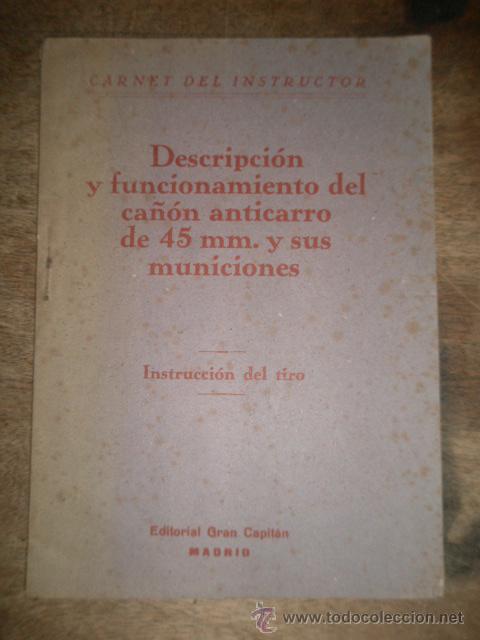 CARNET DEL INSTRUCTOR
Descripción
y funcionamiento del
cañón anticarro
de 45 mm. y sus
municiones
Instrucción del tiro
Editorial Gran Capitán
MADRID
www.todocoleccion.net